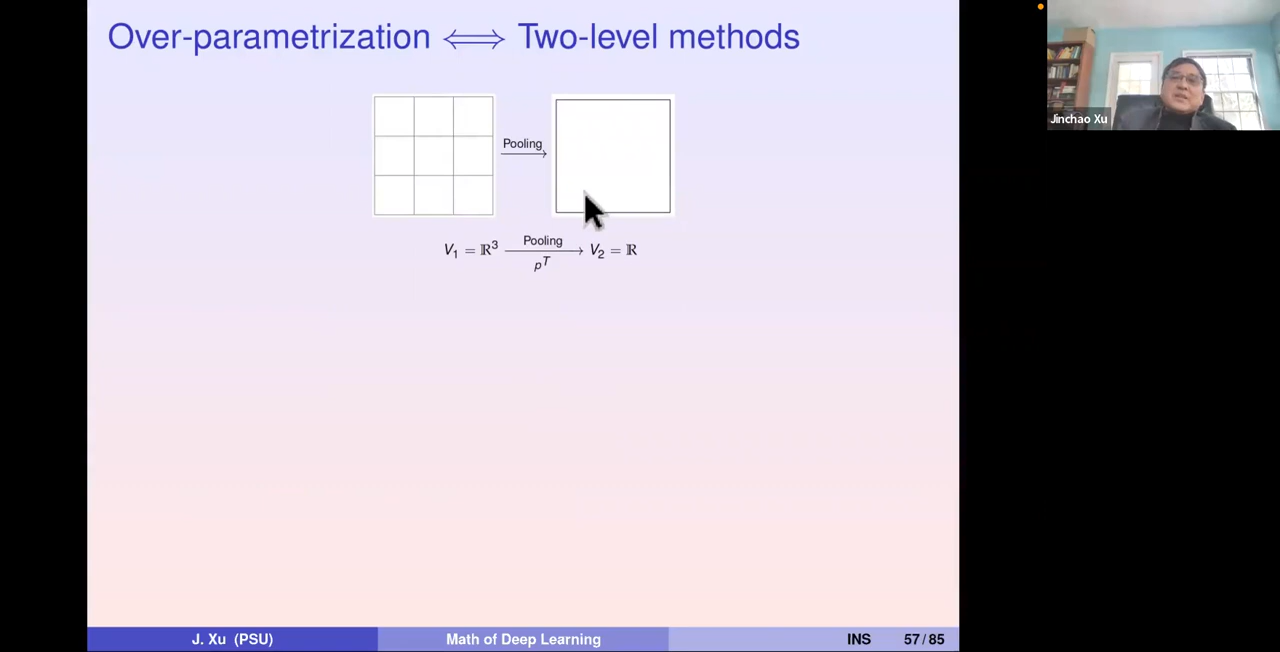 Over-parametrization ⟺ Two-level methods
Jinchao Xu
Pooling
V₁ = ℝ³ Pooling pᵀ → V₂ = ℝ
J. Xu (PSU) Math of Deep Learning INS 57 / 85